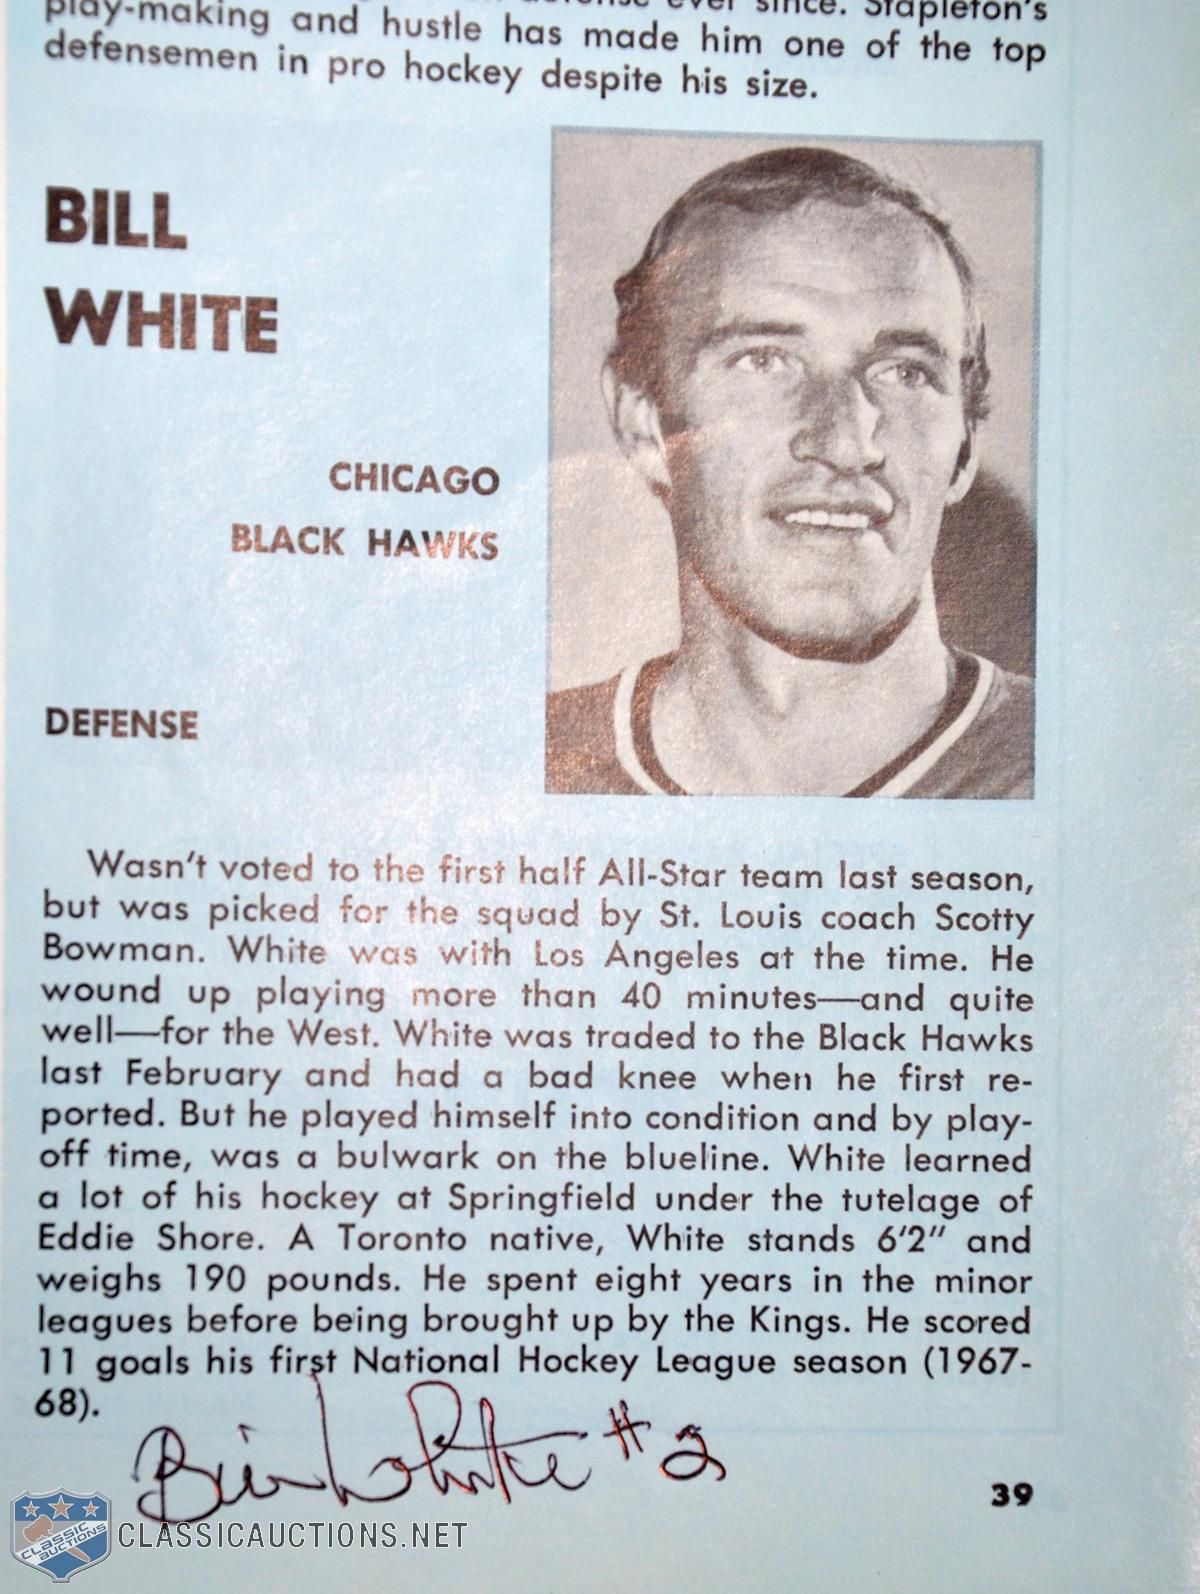 defense ever since. Stapleton's
play-making and hustle has made him one of the top
defensemen in pro hockey despite his size.
BILL
WHITE
CHICAGO
BLACK HAWKS
DEFENSE
Wasn't voted to the first half All-Star team last season,
but was picked for the squad by St. Louis coach Scotty
Bowman. White was with Los Angeles at the time. He
wound up playing more than 40 minutes—and quite
well—for the West. White was traded to the Black Hawks
last February and had a bad knee when he first re-
ported. But he played himself into condition and by play-
off time, was a bulwark on the blueline. White learned
a lot of his hockey at Springfield under the tutelage of
Eddie Shore. A Toronto native, White stands 6'2" and
weighs 190 pounds. He spent eight years in the minor
leagues before being brought up by the Kings. He scored
11 goals his first National Hockey League season (1967-
68).
Bill White #2
39
CLASSIC
AUCTIONS
CLASSICAUCTIONS.NET